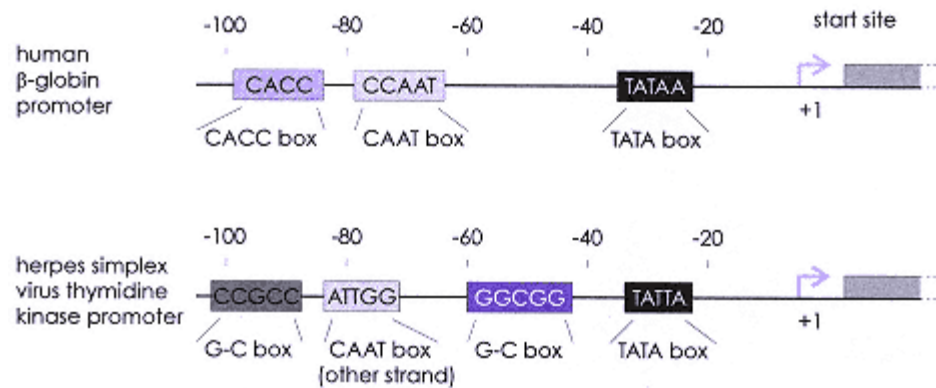 start site
-100 -80 -60 -40 -20
human
β-globin
promoter
CACC CCAAT TATAA
+1
CACC box CAAT box TATA box
-100 -80 -60 -40 -20
herpes simplex
virus thymidine
kinase promoter
CCGCC ATTGG GGCGG TATTA
+1
G-C box CAAT box G-C box TATA box
(other strand)